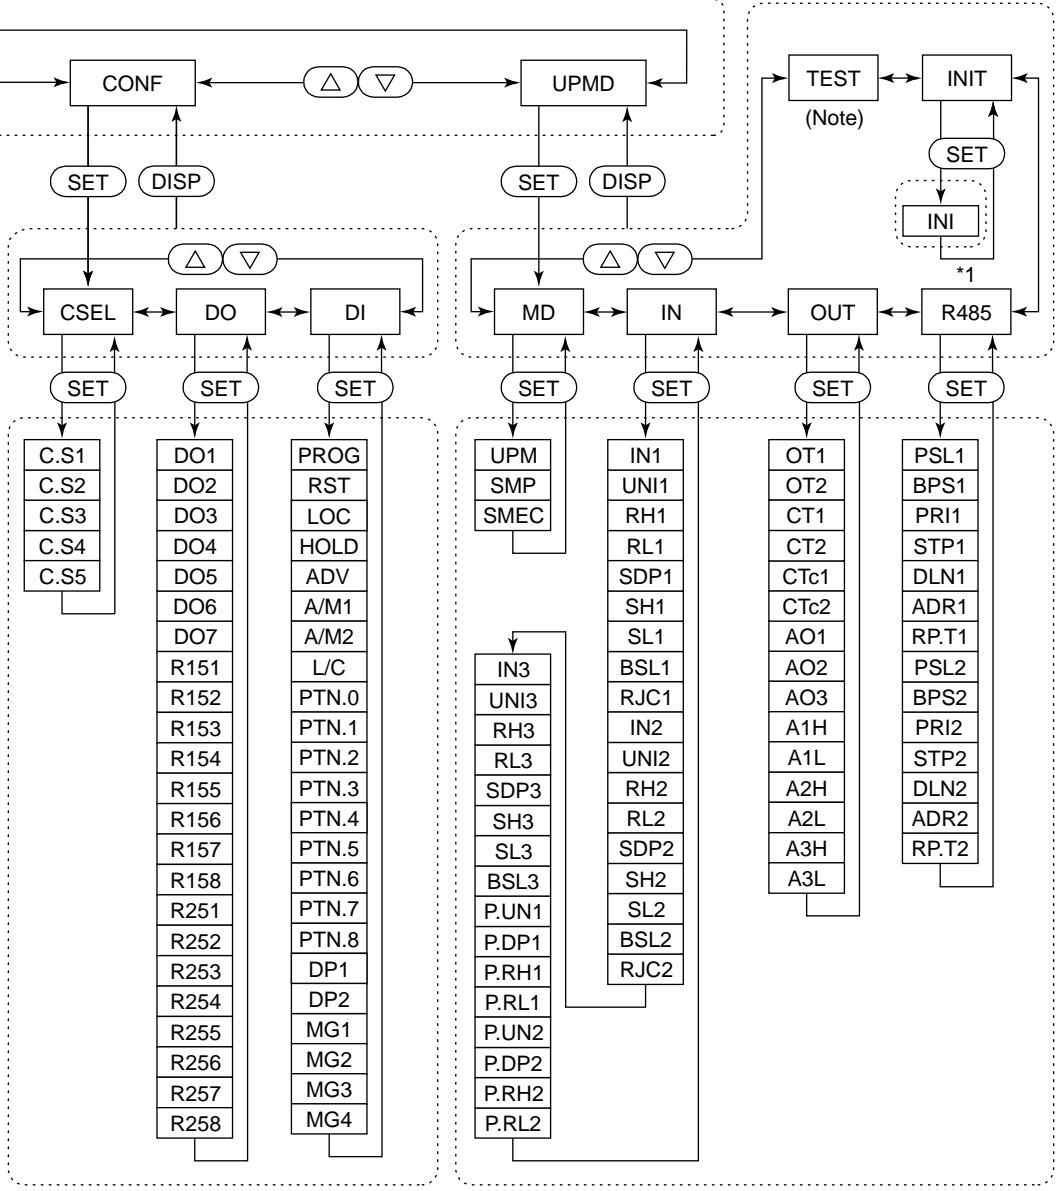 CONF
UPMD
TEST
INIT
(Note)
SET
SET
DISP
SET
DISP
INI
*1
CSEL
DO
DI
MD
IN
OUT
R485
SET
SET
SET
SET
SET
SET
SET
C.S1
C.S2
C.S3
C.S4
C.S5
DO1
DO2
DO3
DO4
DO5
DO6
DO7
R151
R152
R153
R154
R155
R156
R157
R158
R251
R252
R253
R254
R255
R256
R257
R258
PROG
RST
LOC
HOLD
ADV
A/M1
A/M2
L/C
PTN.0
PTN.1
PTN.2
PTN.3
PTN.4
PTN.5
PTN.6
PTN.7
PTN.8
DP1
DP2
MG1
MG2
MG3
MG4
UPM
SMP
SMEC
IN1
UNI1
RH1
RL1
SDP1
SH1
SL1
BSL1
RJC1
IN2
UNI2
RH2
RL2
SDP2
SH2
SL2
BSL2
RJC2
IN3
UNI3
RH3
RL3
SDP3
SH3
SL3
BSL3
P.UN1
P.DP1
P.RH1
P.RL1
P.UN2
P.DP2
P.RH2
P.RL2
OT1
OT2
CT1
CT2
CTc1
CTc2
AO1
AO2
AO3
A1H
A1L
A2H
A2L
A3H
A3L
PSL1
BPS1
PRI1
STP1
DLN1
ADR1
RP.T1
PSL2
BPS2
PRI2
STP2
DLN2
ADR2
RP.T2